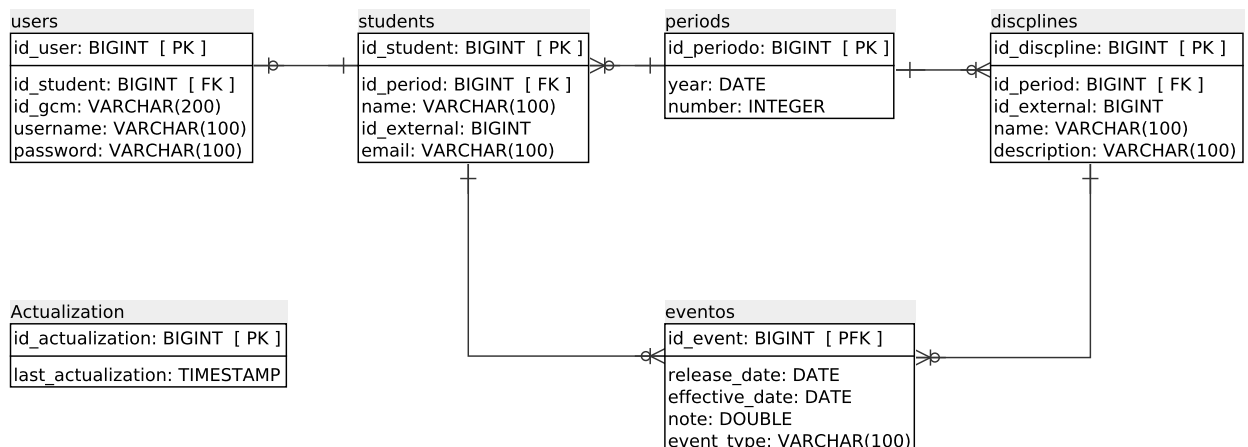 users
id_user: BIGINT [ PK ]
id_student: BIGINT [ FK ]
id_gcm: VARCHAR(200)
username: VARCHAR(100)
password: VARCHAR(100)
students
id_student: BIGINT [ PK ]
id_period: BIGINT [ FK ]
name: VARCHAR(100)
id_external: BIGINT
email: VARCHAR(100)
periods
id_periodo: BIGINT [ PK ]
year: DATE
number: INTEGER
discplines
id_discpline: BIGINT [ PK ]
id_period: BIGINT [ FK ]
id_external: BIGINT
name: VARCHAR(100)
description: VARCHAR(100)
Actualization
id_actualization: BIGINT [ PK ]
last_actualization: TIMESTAMP
eventos
id_event: BIGINT [ PFK ]
release_date: DATE
effective_date: DATE
note: DOUBLE
event_type: VARCHAR(100)